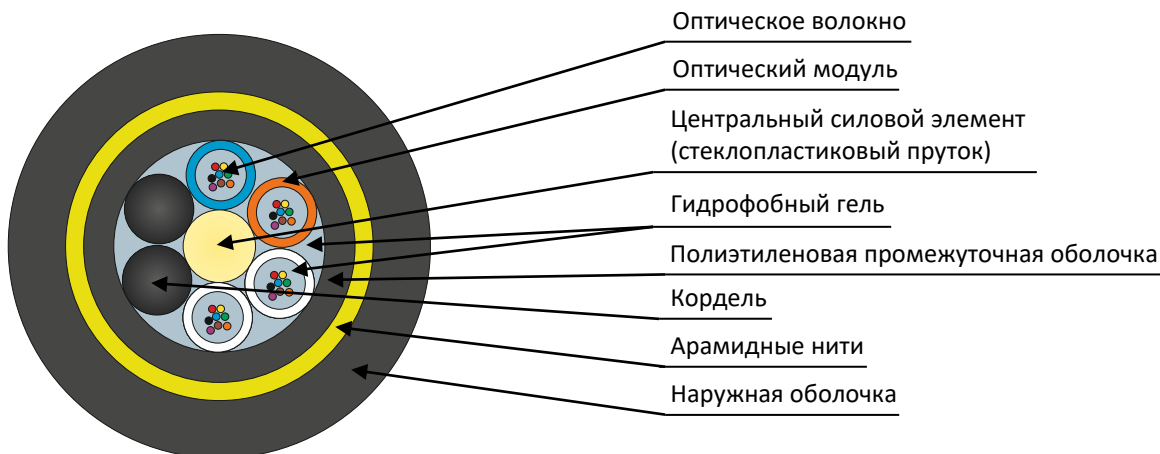 Оптическое волокно
Оптический модуль
Центральный силовой элемент
(стеклопластиковый пруток)
Гидрофобный гель
Полиэтиленовая промежуточная оболочка
Кордель
Арамидные нити
Наружная оболочка